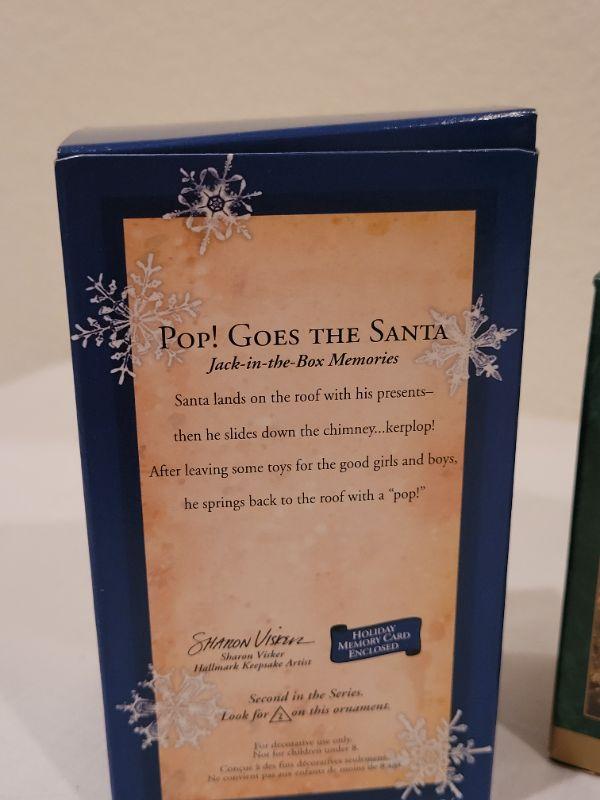 POP! GOES THE SANTA
Jack-in-the-Box Memories
Santa lands on the roof with his presents–
then he slides down the chimney...kerplop!
After leaving some toys for the good girls and boys,
he springs back to the roof with a “pop!”
SHARON VISKER
Sharon Visker
Hallmark Keepsake Artist
HOLIDAY
MEMORY CARD
ENCLOSED
Second in the Series.
Look for 2 on this ornament.
For decorative use only.
Not for children under 8.
Conçue à des fins décoratives seulement.
Ne convient pas aux enfants de moins de 8 ans.